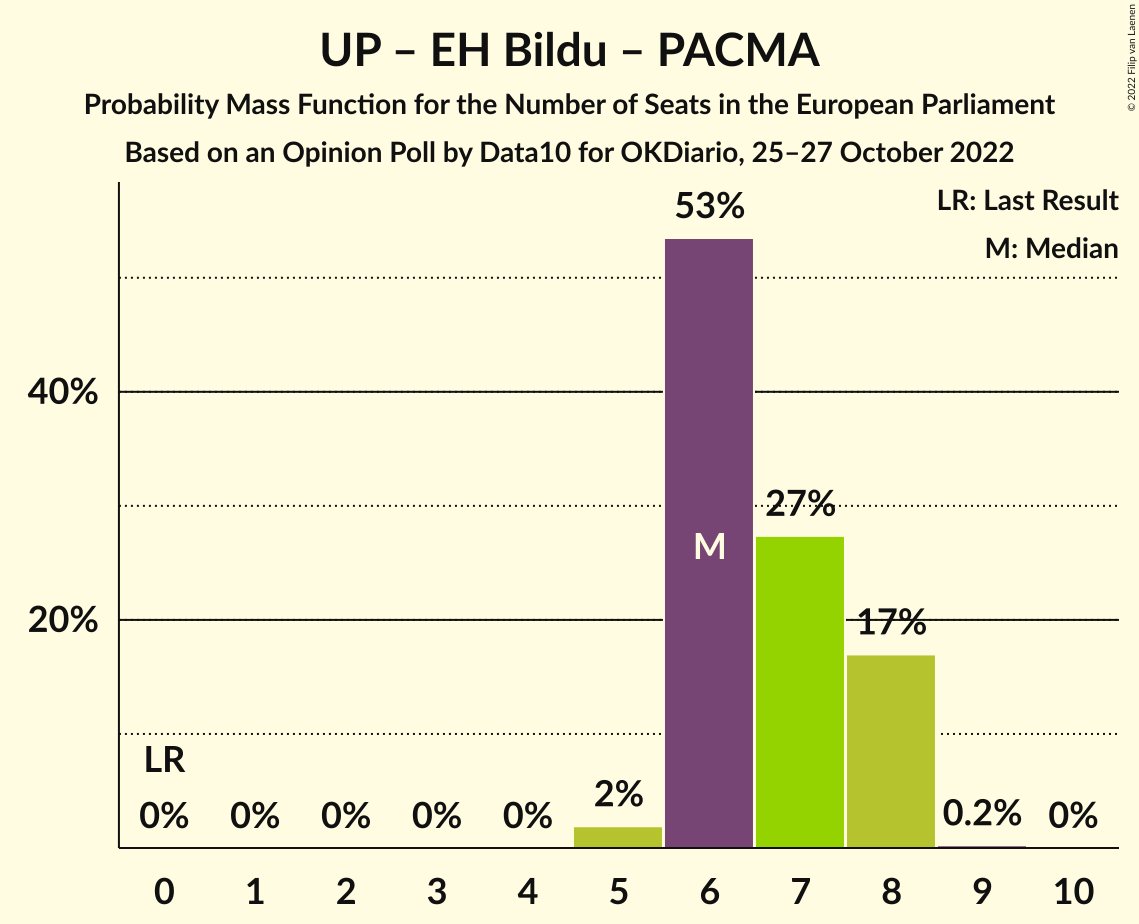 UP – EH Bildu – PACMA
Probability Mass Function for the Number of Seats in the European Parliament
Based on an Opinion Poll by Data10 for OKDiario, 25–27 October 2022
© 2022 Filip van Laenen
LR: Last Result
M: Median
53%
40%
27%
M
20%
17%
LR
0% 0% 0% 0% 0% 2% 0.2% 0%
0 1 2 3 4 5 6 7 8 9 10